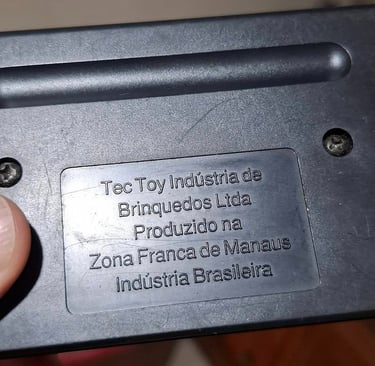 Tec Toy Indústria de
Brinquedos Ltda
Produzido na
Zona Franca de Manaus
Indústria Brasileira